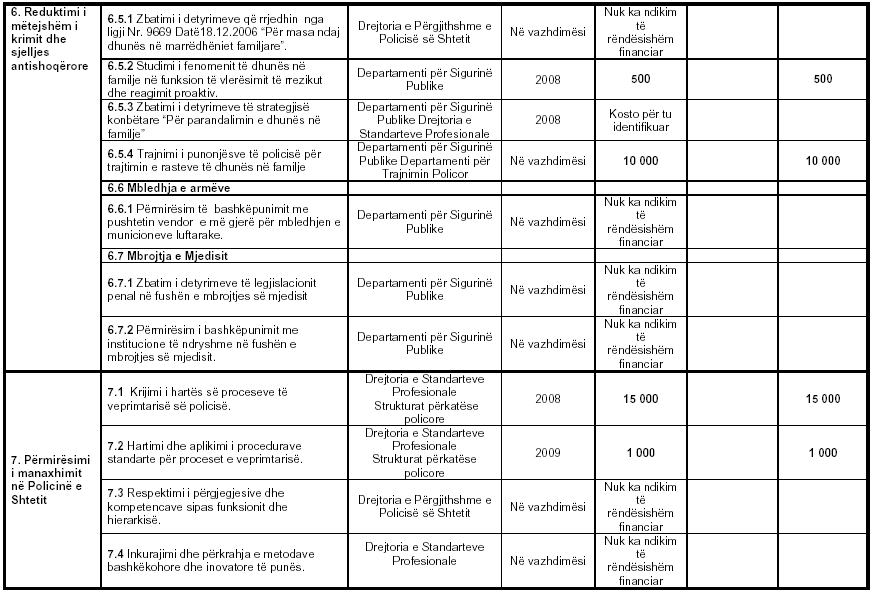 6. Reduktimi i
mëtejshëm i
krimit dhe
sjelljes
antishoqërore
6.5.1 Zbatimi i detyrimeve që rrjedhin nga
ligji Nr. 9669 Datë18.12.2006 “Për masa ndaj
dhunës në marrëdhëniet familjare”.
Drejtoria e Përgjithshme e
Policisë së Shtetit
Në vazhdimësi
Nuk ka ndikim
të
rëndësishëm
financiar
6.5.2 Studimi i fenomenit të dhunës në
familje në funksion të vlerësimit të rrezikut
dhe reagimit proaktiv.
Departamenti për Sigurinë
Publike
2008
500
500
6.5.3 Zbatimi i detyrimeve të strategjisë
konbëtare “Për parandalimin e dhunës në
familje”
Departamenti për Sigurinë
Publike Drejtoria e
Standarteve Profesionale
2008
Kosto për tu
identifikuar
6.5.4 Trajnimi i punonjësve të policisë për
trajtimin e rasteve të dhunës në familje
Departamenti për Sigurinë
Publike Departamenti për
Trajnimin Policor
Në vazhdimësi
10 000
10 000
6.6 Mbledhja e armëve
6.6.1 Përmirësim të bashkëpunimit me
pushtetin vendor e më gjerë për mbledhjen e
municioneve luftarake.
Departamenti për Sigurinë
Publike
Në vazhdimësi
Nuk ka ndikim
të
rëndësishëm
financiar
6.7 Mbrojtja e Mjedisit
6.7.1 Zbatim i detyrimeve të legjislacionit
penal në fushën e mbrojtjes së mjedisit
Departamenti për Sigurinë
Publike
Në vazhdimësi
Nuk ka ndikim
të
rëndësishëm
financiar
6.7.2 Përmirësim i bashkëpunimit me
institucione të ndryshme në fushën e
mbrojtjes së mjedisit.
Departamenti për Sigurinë
Publike
Në vazhdimësi
Nuk ka ndikim
të
rëndësishëm
financiar
7. Përmirësimi
i manaxhimit
në Policinë e
Shtetit
7.1 Krijimi i hartës së proceseve të
veprimtarisë së policisë.
Drejtoria e Standarteve
Profesionale
Strukturat përkatëse
policore
2008
15 000
15 000
7.2 Hartimi dhe aplikimi i procedurave
standarte për proceset e veprimtarisë.
Drejtoria e Standarteve
Profesionale
Strukturat përkatëse
policore
2009
1 000
1 000
7.3 Respektimi i përgjegjesive dhe
kompetencave sipas funksionit dhe
hierarkisë.
Drejtoria e Përgjithshme e
Policisë së Shtetit
Në vazhdimësi
Nuk ka ndikim
të
rëndësishëm
financiar
7.4 Inkurajimi dhe përkrahja e metodave
bashkëkohore dhe inovatore të punës.
Drejtoria e Standarteve
Profesionale
Në vazhdimësi
Nuk ka ndikim
të
rëndësishëm
financiar